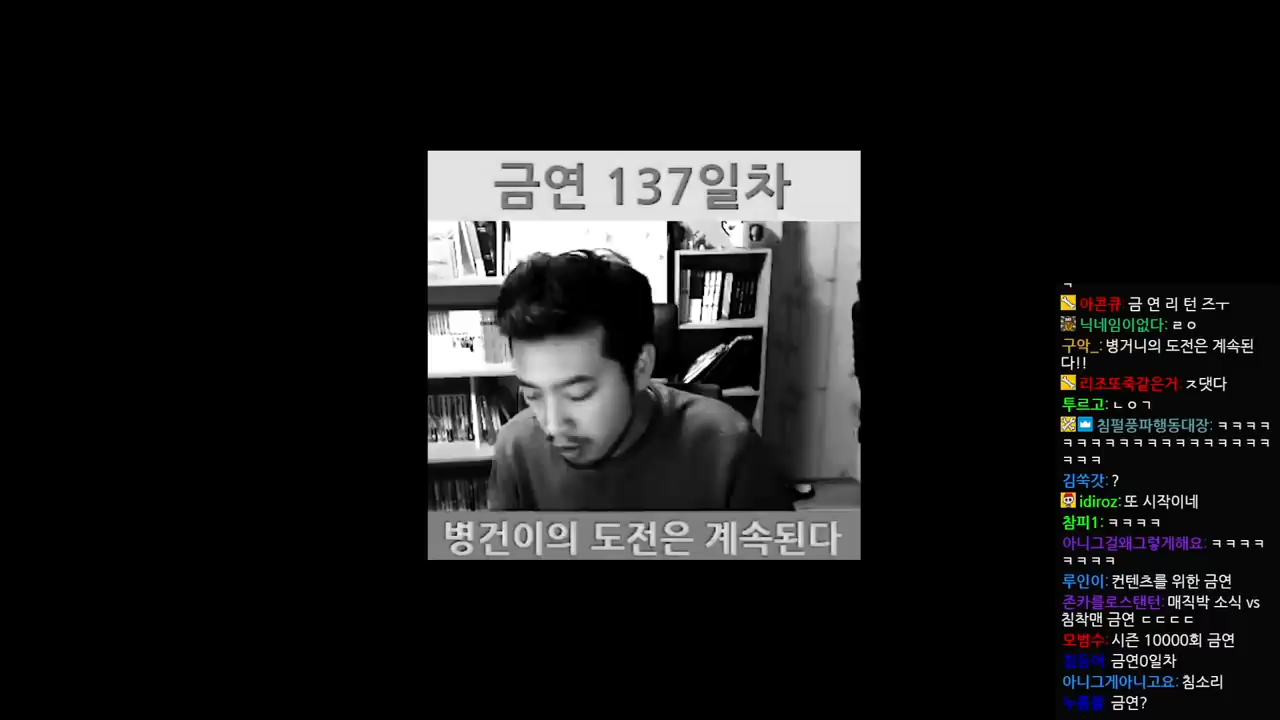 금연 137일차
병건이의 도전은 계속된다
ㅋ
아콘큐: 금 연 리 턴 즈ㅜ
닉네임이없다: ㄹㅇ
구악_: 병거니의 도전은 계속된
다!!
리조또죽같은거: ㅈ댓다
투르고: ㄴㅇㄱ
침펄풍파행동대장: ㅋㅋㅋㅋ
ㅋㅋㅋㅋㅋㅋㅋㅋㅋㅋㅋㅋㅋㅋㅋ
ㅋㅋㅋ
김쑥갓: ?
idiroz: 또 시작이네
참피1: ㅋㅋㅋㅋ
아니그걸왜그렇게해요: ㅋㅋㅋㅋ
ㅋㅋㅋㅋ
루인이: 컨텐츠를 위한 금연
존카를로스탠턴: 매직박 소식 vs
침착맨 금연 ㄷㄷㄷㄷ
모범수: 시즌 10000회 금연
금연0일차
아니그게아니고요: 침소리
금연?